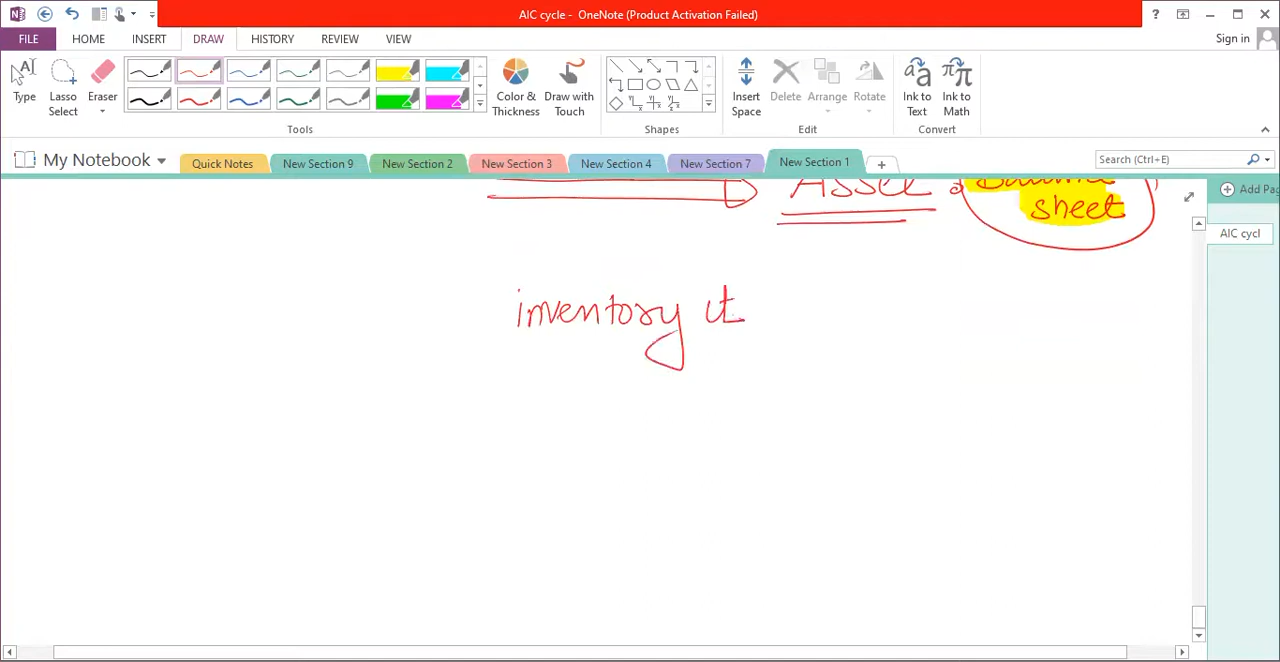 AIC cycle - OneNote (Product Activation Failed)
?
FILE HOME INSERT DRAW HISTORY REVIEW VIEW
Sign in
Type
Lasso Select
Eraser
Color & Thickness
Draw with Touch
Insert Space
Delete
Arrange
Rotate
Ink to Text
Ink to Math
Tools
Shapes
Edit
Convert
My Notebook
Quick Notes
New Section 9
New Section 2
New Section 3
New Section 4
New Section 7
New Section 1
Search (Ctrl+E)
Add Pag
AIC cycl
sheet
inventory it